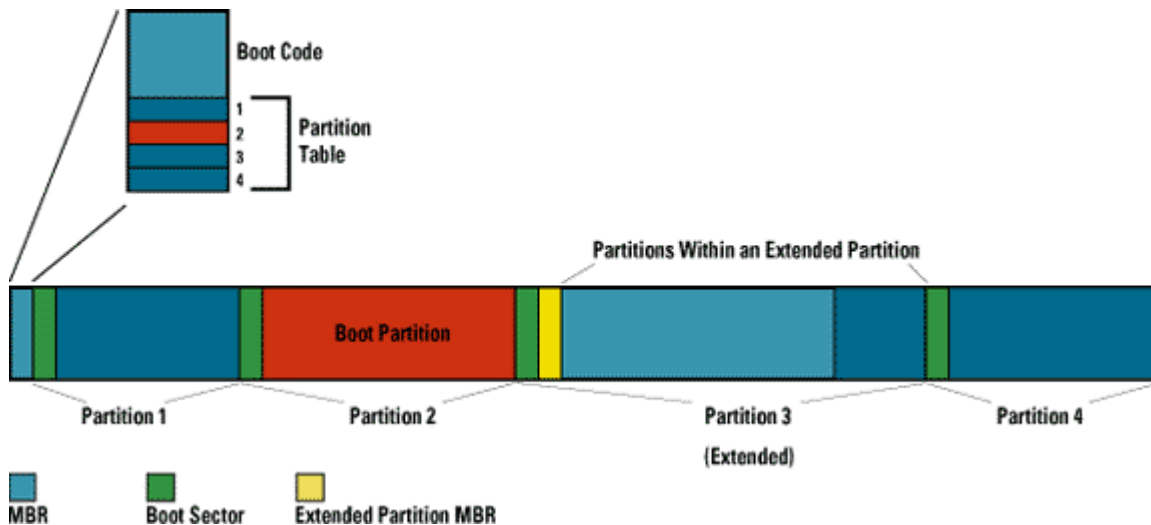 Boot Code
1
2
3
4
Partition
Table
Partitions Within an Extended Partition
Boot Partition
Partition 1
Partition 2
Partition 3
(Extended)
Partition 4
MBR
Boot Sector
Extended Partition MBR